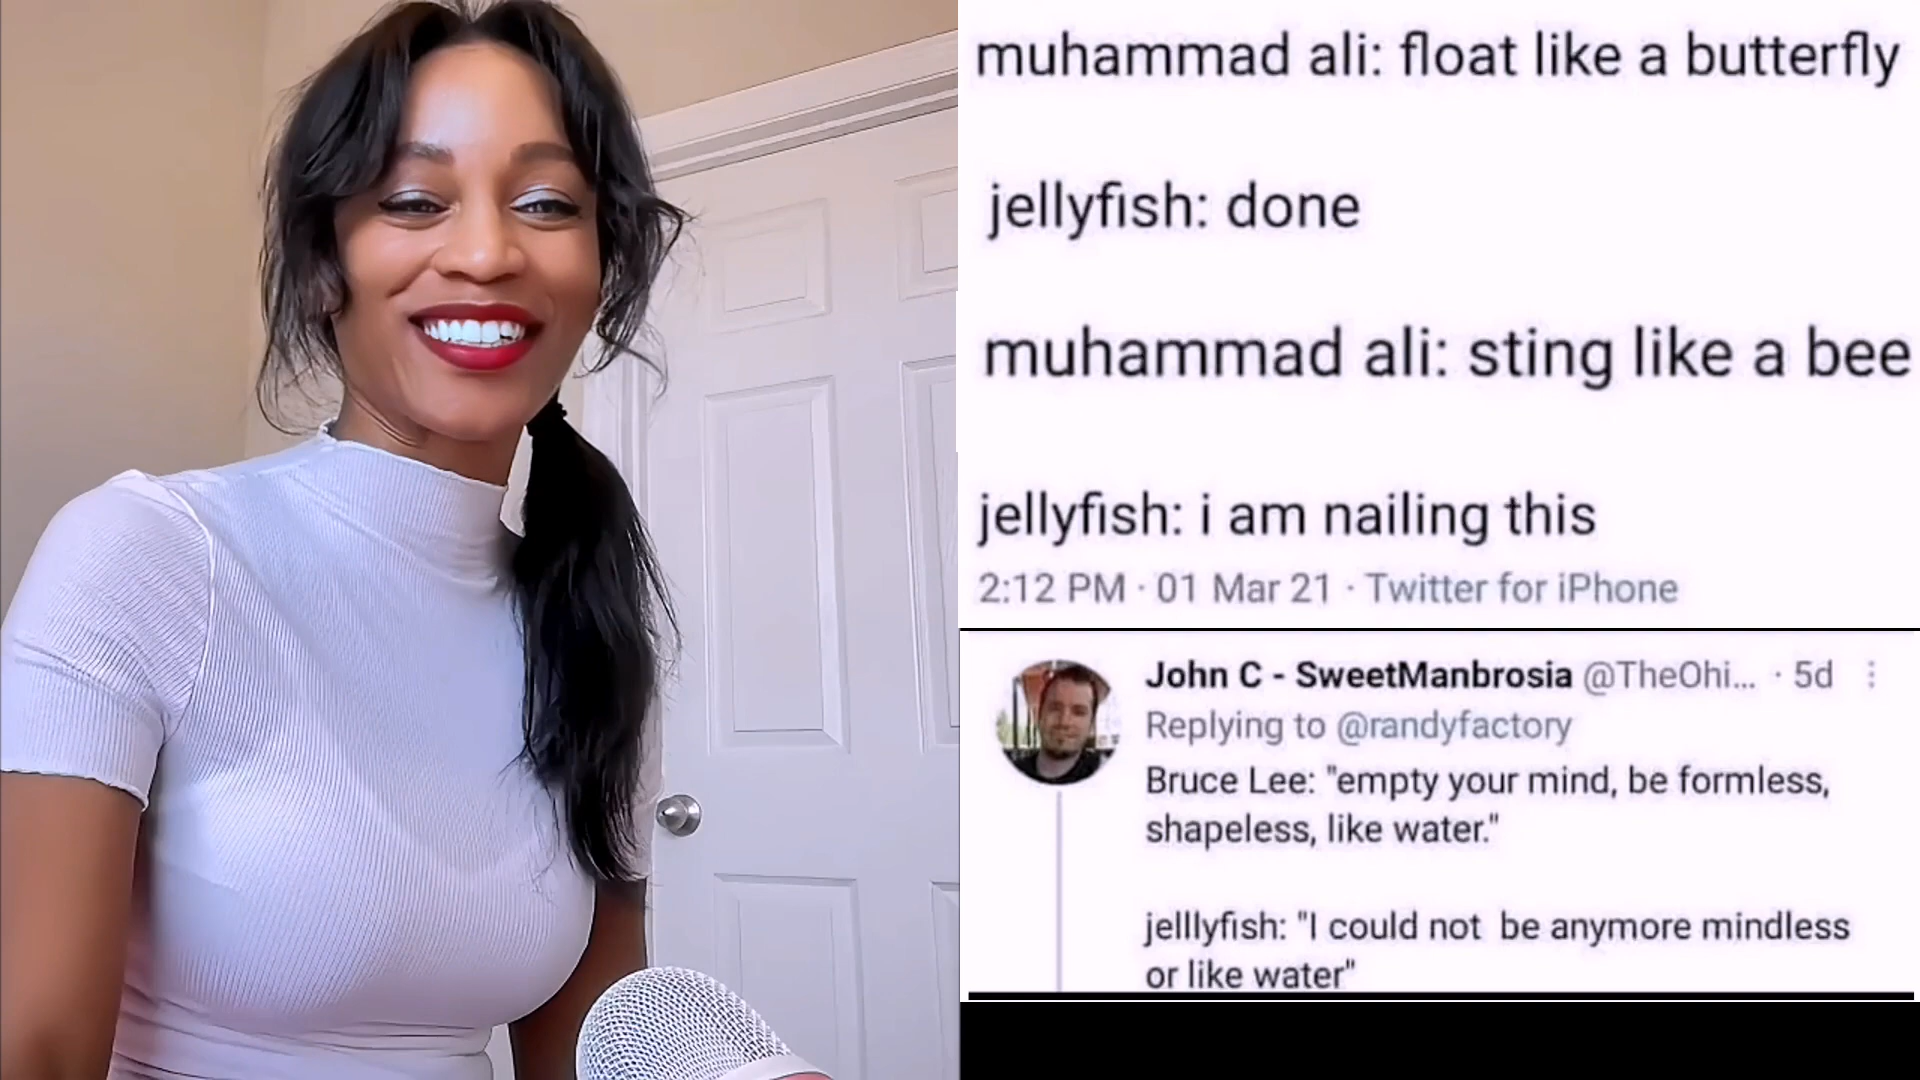 muhammad ali: float like a butterfly
jellyfish: done
muhammad ali: sting like a bee
jellyfish: i am nailing this
2:12 PM · 01 Mar 21 · Twitter for iPhone
John C - SweetManbrosia @TheOhi... · 5d
Replying to @randyfactory
Bruce Lee: "empty your mind, be formless,
shapeless, like water."
jelllyfish: "I could not be anymore mindless
or like water"